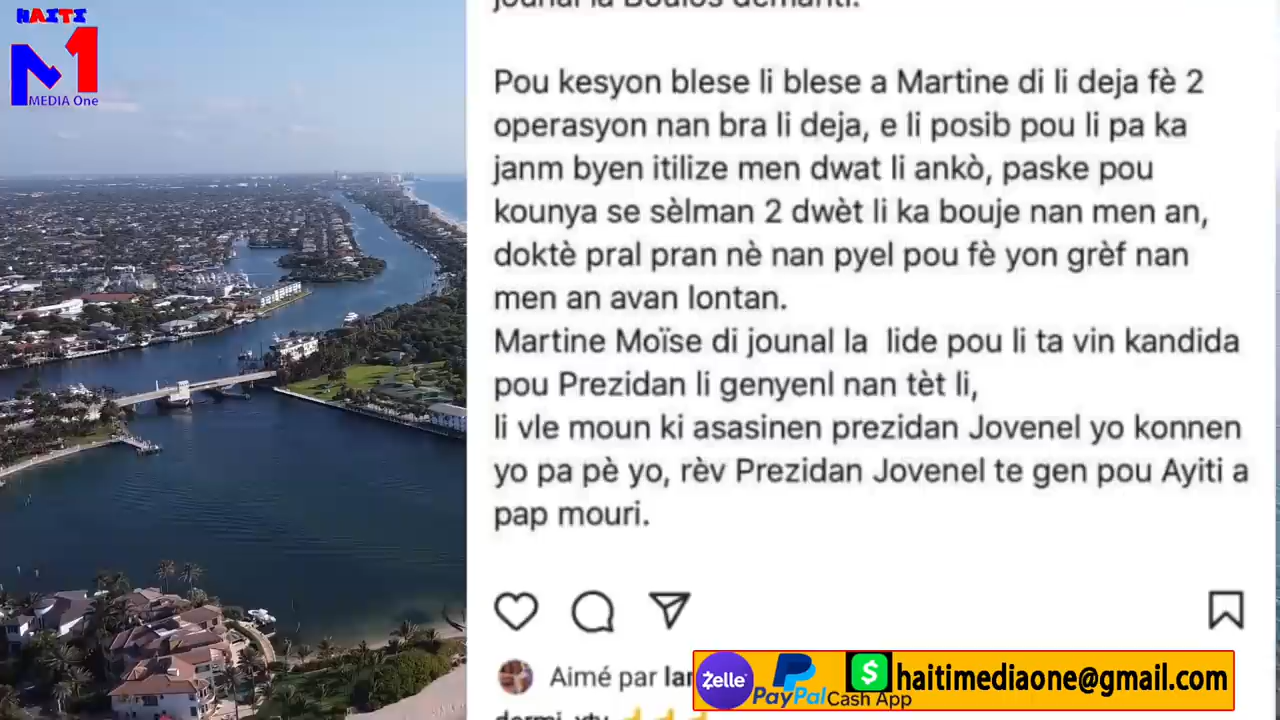 HAITI
M1
MEDIA One
jounal la Boulos demanti.
Pou kesyon blese li blese a Martine di li deja fè 2
operasyon nan bra li deja, e li posib pou li pa ka
janm byen itilize men dwat li ankò, paske pou
kounya se sèlman 2 dwèt li ka bouje nan men an,
doktè pral pran nè nan pyel pou fè yon grèf nan
men an avan lontan.
Martine Moïse di jounal la lide pou li ta vin kandida
pou Prezidan li genyenl nan tèt li,
li vle moun ki asasinen prezidan Jovenel yo konnen
yo pa pè yo, rèv Prezidan Jovenel te gen pou Ayiti a
pap mouri.
Aimé par lar
Zelle
PayPal
$
Cash App
haitimediaone@gmail.com